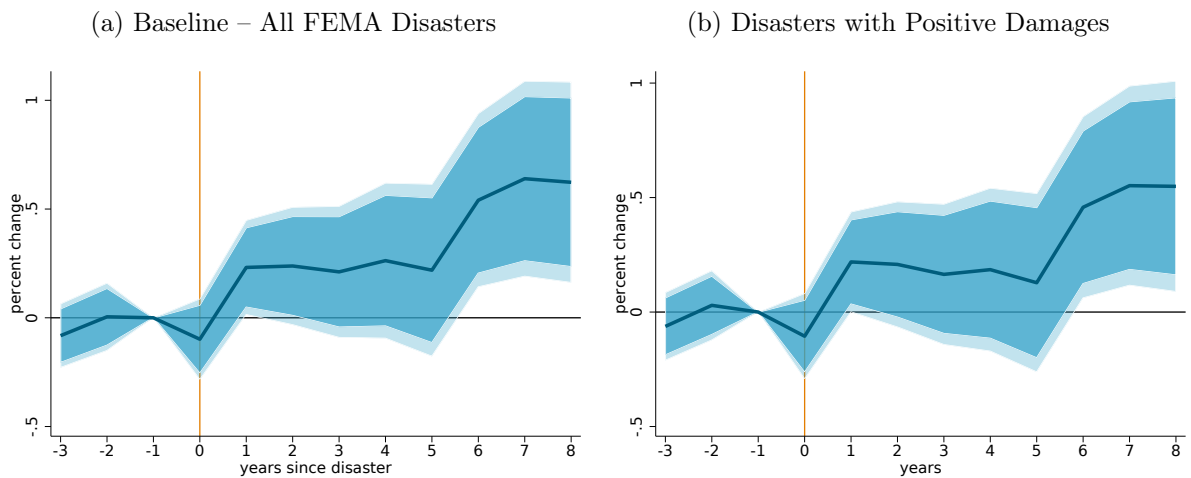 (a) Baseline – All FEMA Disasters
percent change
1
.5
0
-.5
-3 -2 -1 0 1 2 3 4 5 6 7 8
years since disaster
(b) Disasters with Positive Damages
percent change
1
.5
0
-.5
-3 -2 -1 0 1 2 3 4 5 6 7 8
years